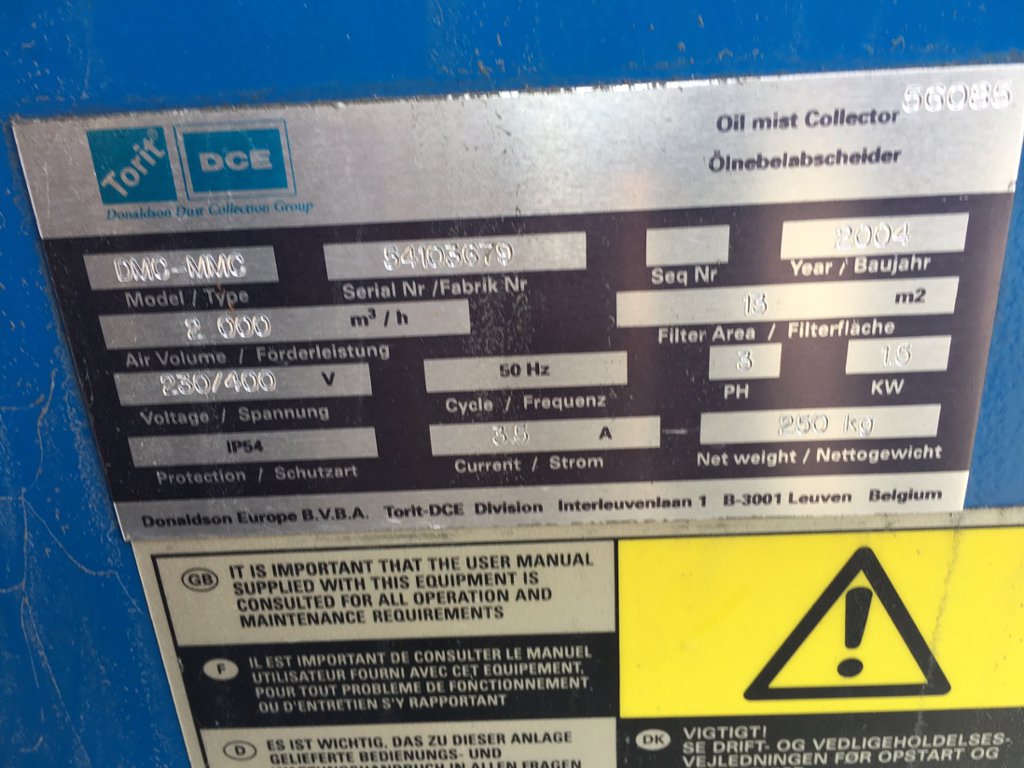 56085
Torit® DCE
Donaldson Dust Collection Group
Oil mist Collector
Ölnebelabscheider
DMC-MMC
Model / Type
54103679
Serial Nr /Fabrik Nr
Seq Nr
2004
Year / Baujahr
2 000 m³ / h
Air Volume / Förderleistung
13 m2
Filter Area / Filterfläche
230/400 V
Voltage / Spannung
50 Hz
Cycle / Frequenz
3
PH
KW
IP54
Protection / Schutzart
3.5 A
Current / Strom
250 kg
Net weight / Nettogewicht
Donaldson Europe B.V.B.A. Torit-DCE Division Interleuvenlaan 1 B-3001 Leuven Belgium
GB IT IS IMPORTANT THAT THE USER MANUAL
SUPPLIED WITH THIS EQUIPMENT IS
CONSULTED FOR ALL OPERATION AND
MAINTENANCE REQUIREMENTS
F IL EST IMPORTANT DE CONSULTER LE MANUEL
UTILISATEUR FOURNI AVEC CET EQUIPEMENT,
POUR TOUT PROBLEME DE FONCTIONNEMENT
OU D'ENTRETIEN S'Y RAPPORTANT
D ES IST WICHTIG, DAS ZU DIESER ANLAGE
GELIEFERTE BEDIENUNGS- UND
IN ALLEN FRAGEN
DK VIGTIGT!
SE DRIFT- OG VEDLIGEHOLDELSES-
VEJLEDNINGEN FØR OPSTART OG